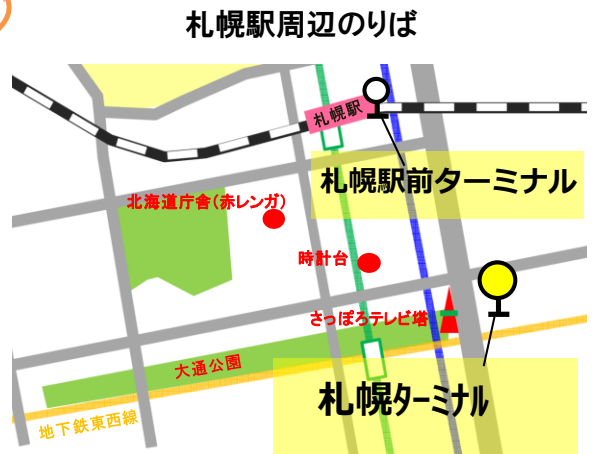 札幌駅周辺のりば
札幌駅
札幌駅前ターミナル
北海道庁舎(赤レンガ)
時計台
さっぽろテレビ塔
大通公園
札幌ターミナル
地下鉄東西線